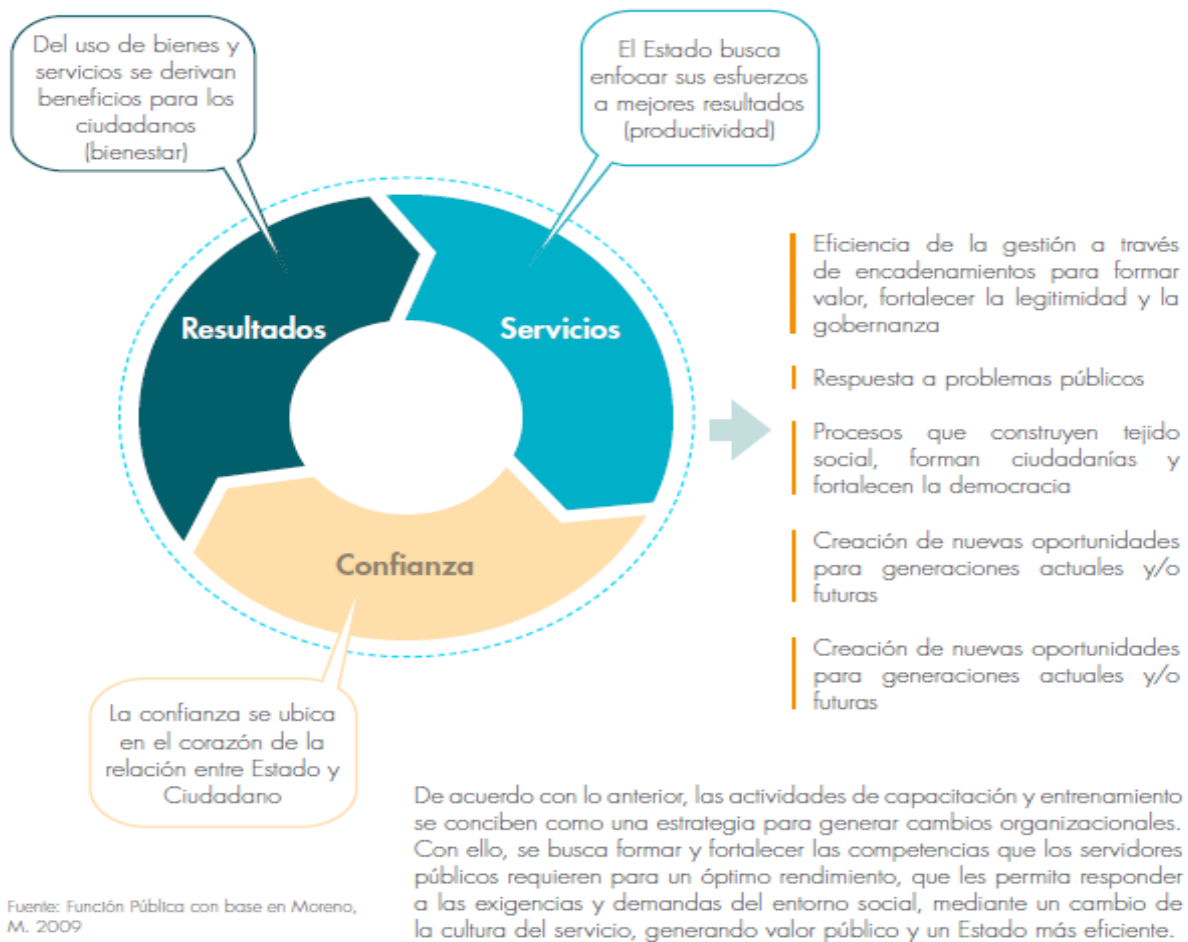 Del uso de bienes y
servicios se derivan
beneficios para los
ciudadanos
(bienestar)
El Estado busca
enfocar sus esfuerzos
a mejores resultados
(productividad)
Resultados
Servicios
Confianza
La confianza se ubica
en el corazón de la
relación entre Estado y
Ciudadano
Eficiencia de la gestión a través
de encadenamientos para formar
valor, fortalecer la legitimidad y la
gobernanza
Respuesta a problemas públicos
Procesos que construyen tejido
social, forman ciudadanías y
fortalecen la democracia
Creación de nuevas oportunidades
para generaciones actuales y/o
futuras
Creación de nuevas oportunidades
para generaciones actuales y/o
futuras
De acuerdo con lo anterior, las actividades de capacitación y entrenamiento
se conciben como una estrategia para generar cambios organizacionales.
Con ello, se busca formar y fortalecer las competencias que los servidores
públicos requieren para un óptimo rendimiento, que les permita responder
a las exigencias y demandas del entorno social, mediante un cambio de
la cultura del servicio, generando valor público y un Estado más eficiente.
Fuente: Función Pública con base en Moreno,
M. 2009